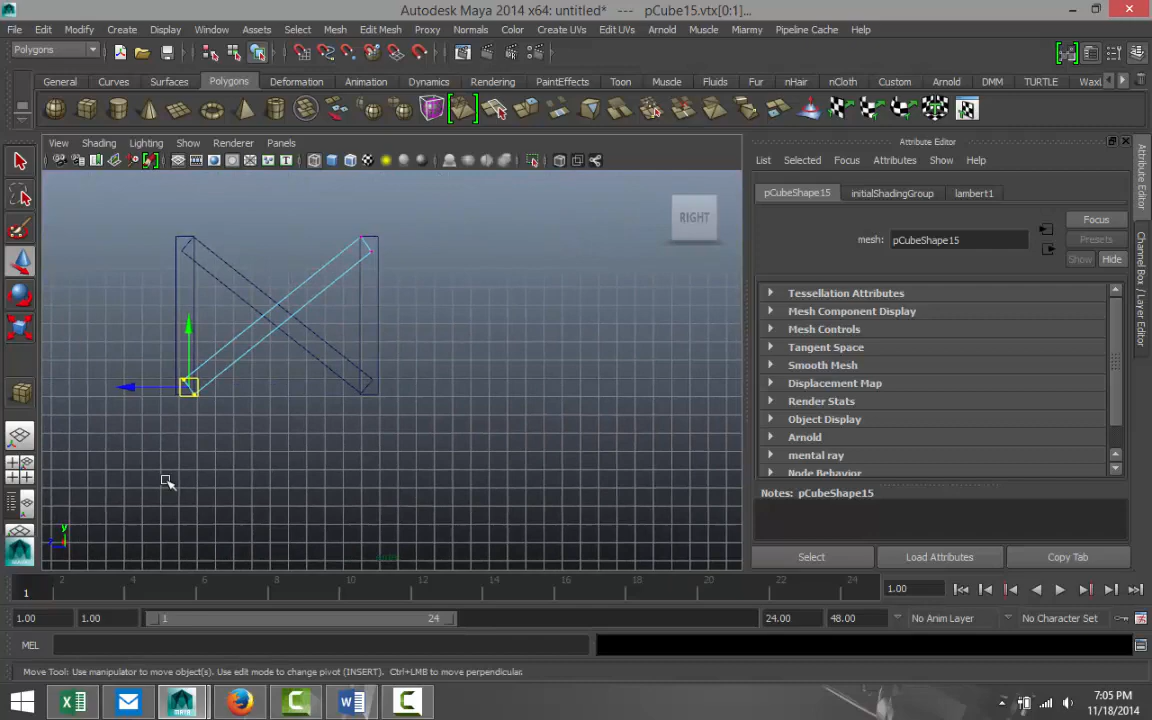 Autodesk Maya 2014 x64: untitled* --- pCube15.vtx[0:1]...
File Edit Modify Create Display Window Assets Select Mesh Edit Mesh Proxy Normals Color Create UVs Edit UVs Arnold Muscle Miarmy Pipeline Cache Help
Polygons
General Curves Surfaces Polygons Deformation Animation Dynamics Rendering PaintEffects Toon Muscle Fluids Fur nHair nCloth Custom Arnold DMM TURTLE
View Shading Lighting Show Renderer Panels
RIGHT
y
Attribute Editor
List Selected Focus Attributes Show Help
pCubeShape15 initialShadingGroup lambert1
Focus
mesh: pCubeShape15
Presets
Show Hide
Tessellation Attributes
Mesh Component Display
Mesh Controls
Tangent Space
Smooth Mesh
Displacement Map
Render Stats
Object Display
Arnold
mental ray
Node Behavior
Notes: pCubeShape15
Select Load Attributes Copy Tab
Attribute Editor
Channel Box / Layer Editor
2 4 6 8 10 12 14 16 18 20 22 24
1
1.00
1.00 1.00 1 24 24.00 48.00 No Anim Layer No Character Set
MEL
Move Tool: Use manipulator to move object(s). Use edit mode to change pivot (INSERT). Ctrl+LMB to move perpendicular.
7:05 PM
11/18/2014